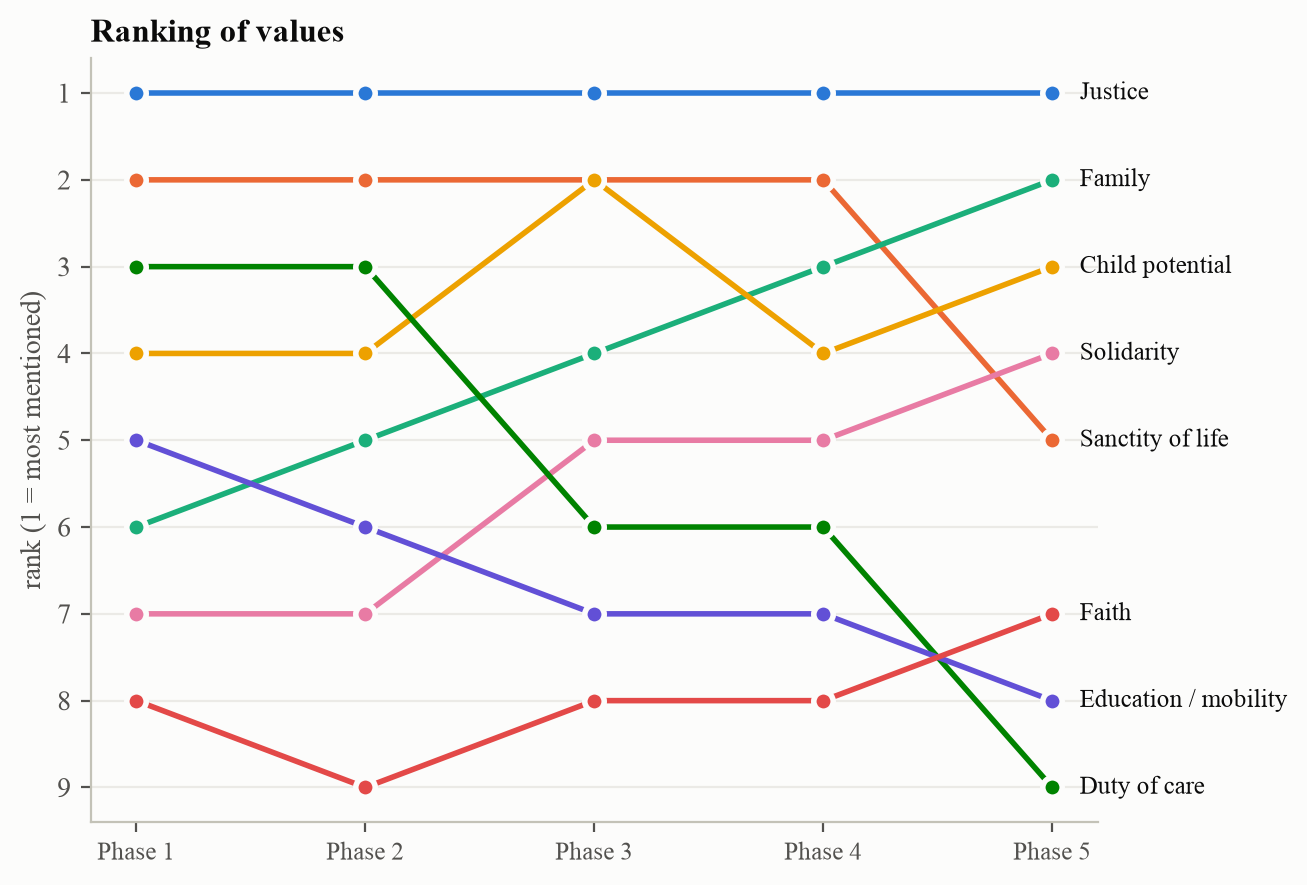 Ranking of values
rank (1 = most mentioned)
1
2
3
4
5
6
7
8
9
Justice
Family
Child potential
Solidarity
Sanctity of life
Faith
Education / mobility
Duty of care
Phase 1
Phase 2
Phase 3
Phase 4
Phase 5